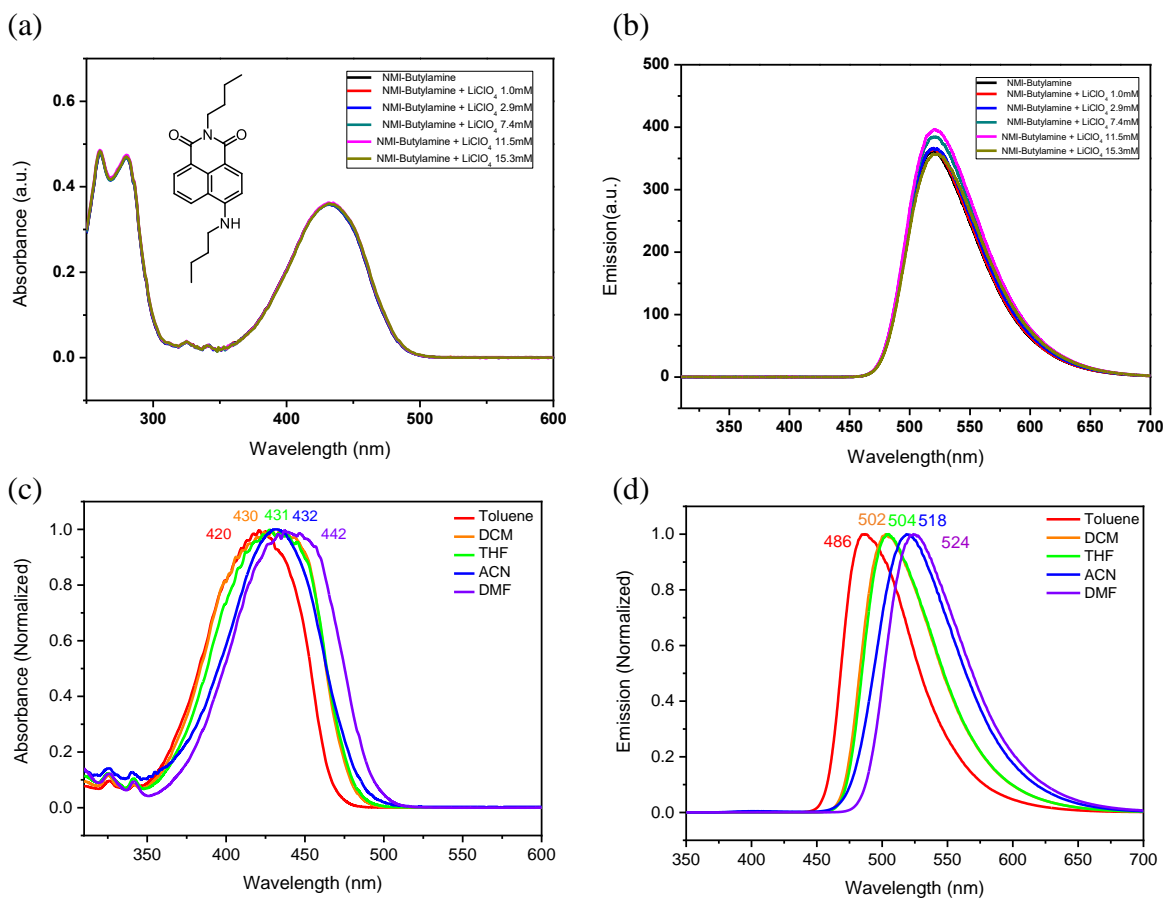 (a)
0.6
0.4
0.2
0.0
Absorbance (a.u.)
300
400
500
600
Wavelength (nm)
NMI-Butylamine
NMI-Butylamine + LiClO4 1.0mM
NMI-Butylamine + LiClO4 2.9mM
NMI-Butylamine + LiClO4 7.4mM
NMI-Butylamine + LiClO4 11.5mM
NMI-Butylamine + LiClO4 15.3mM
O
N
O
NH
(b)
500
400
300
200
100
0
Emission(a.u.)
350
400
450
500
550
600
650
700
Wavelength(nm)
NMI-Butylamine
NMI-Butylamine + LiClO4 1.0mM
NMI-Butylamine + LiClO4 2.9mM
NMI-Butylamine + LiClO4 7.4mM
NMI-Butylamine + LiClO4 11.5mM
NMI-Butylamine + LiClO4 15.3mM
(c)
1.0
0.8
0.6
0.4
0.2
0.0
Absorbance (Normalized)
350
400
450
500
550
600
Wavelength (nm)
420
430
431
432
442
Toluene
DCM
THF
ACN
DMF
(d)
1.0
0.8
0.6
0.4
0.2
0.0
Emission (Normalized)
350
400
450
500
550
600
650
700
Wavelength (nm)
486
502
504
518
524
Toluene
DCM
THF
ACN
DMF